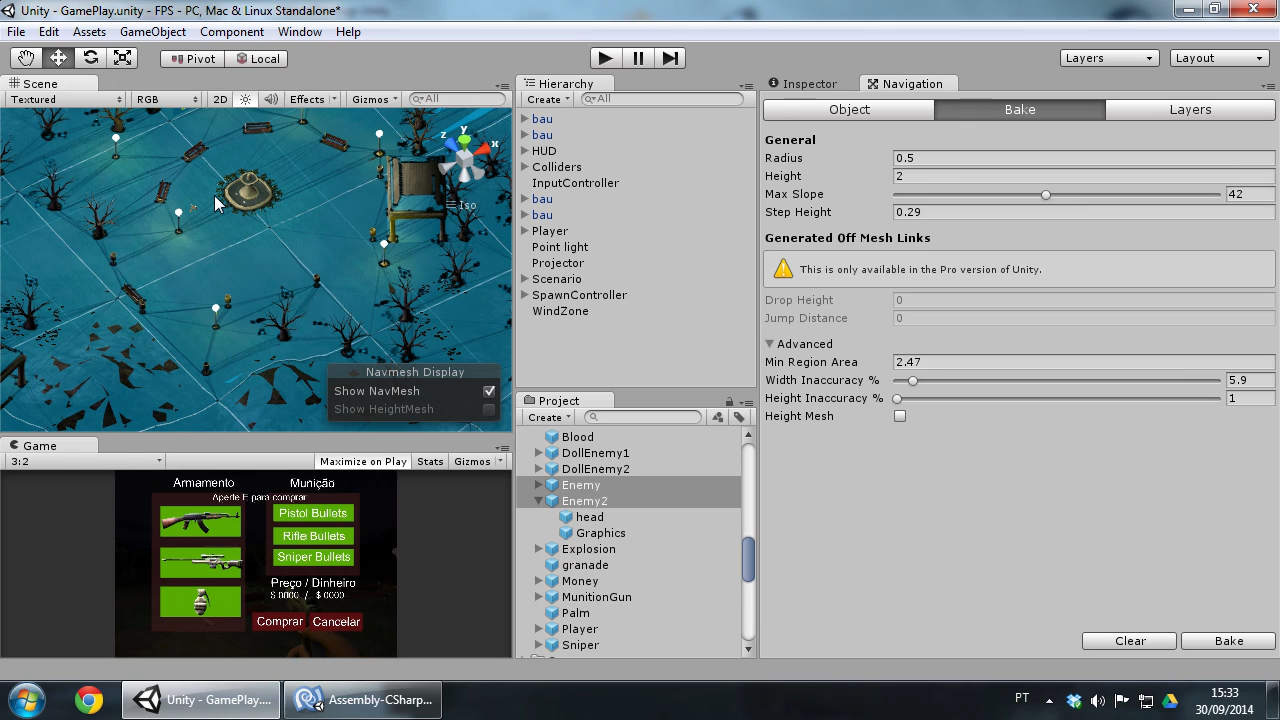 Unity - GamePlay.unity - FPS - PC, Mac & Linux Standalone*
File Edit Assets GameObject Component Window Help
Pivot Local Layers Layout
Scene
Textured RGB 2D Effects Gizmos All
y
z x
Iso
Navmesh Display
Show NavMesh
Show HeightMesh
Game
3:2 Maximize on Play Stats Gizmos
Armamento Munição
Aperte E para comprar
Pistol Bullets
Rifle Bullets
Sniper Bullets
Preço / Dinheiro
$ 0000 / $ 0000
Comprar Cancelar
Hierarchy
Create All
bau
bau
HUD
Colliders
InputController
bau
bau
Player
Point light
Projector
Scenario
SpawnController
WindZone
Project
Create
Blood
DollEnemy1
DollEnemy2
Enemy
Enemy2
head
Graphics
Explosion
granade
Money
MunitionGun
Palm
Player
Sniper
Inspector Navigation
Object Bake Layers
General
Radius 0.5
Height 2
Max Slope 42
Step Height 0.29
Generated Off Mesh Links
This is only available in the Pro version of Unity.
Drop Height 0
Jump Distance 0
Advanced
Min Region Area 2.47
Width Inaccuracy % 5.9
Height Inaccuracy % 1
Height Mesh
Clear Bake
Unity - GamePlay.... Assembly-CSharp... PT 15:33
30/09/2014